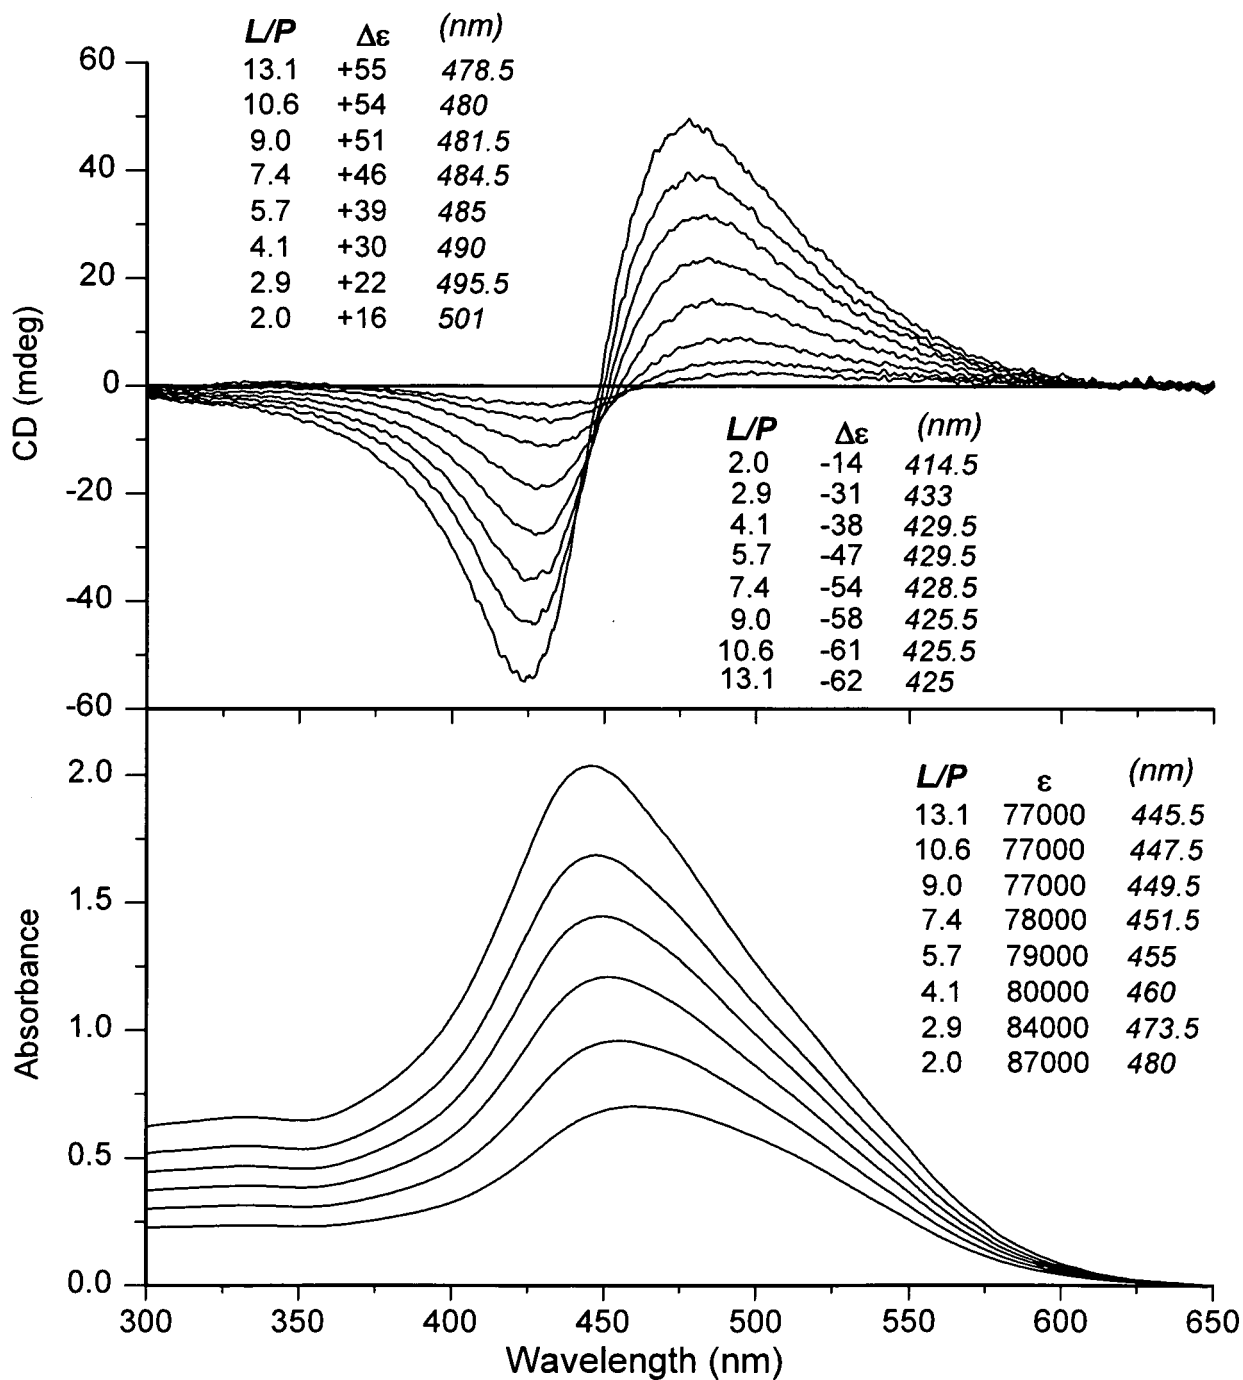 L/P Δε (nm)
13.1 +55 478.5
10.6 +54 480
9.0 +51 481.5
7.4 +46 484.5
5.7 +39 485
4.1 +30 490
2.9 +22 495.5
2.0 +16 501
60
40
20
0
-20
-40
-60
CD (mdeg)
L/P Δε (nm)
2.0 -14 414.5
2.9 -31 433
4.1 -38 429.5
5.7 -47 429.5
7.4 -54 428.5
9.0 -58 425.5
10.6 -61 425.5
13.1 -62 425
2.0
1.5
1.0
0.5
0.0
Absorbance
L/P ε (nm)
13.1 77000 445.5
10.6 77000 447.5
9.0 77000 449.5
7.4 78000 451.5
5.7 79000 455
4.1 80000 460
2.9 84000 473.5
2.0 87000 480
300 350 400 450 500 550 600 650
Wavelength (nm)